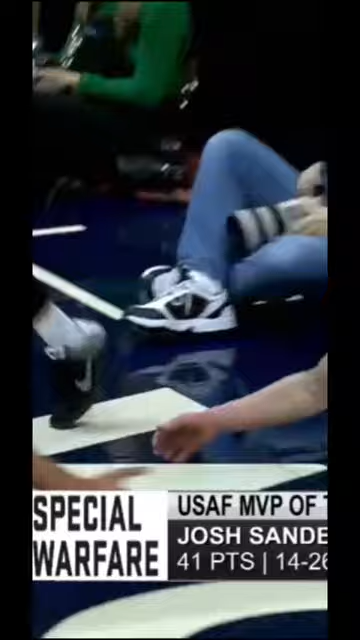 SPECIAL
WARFARE
USAF MVP OF
JOSH SANDE
41 PTS | 14-26